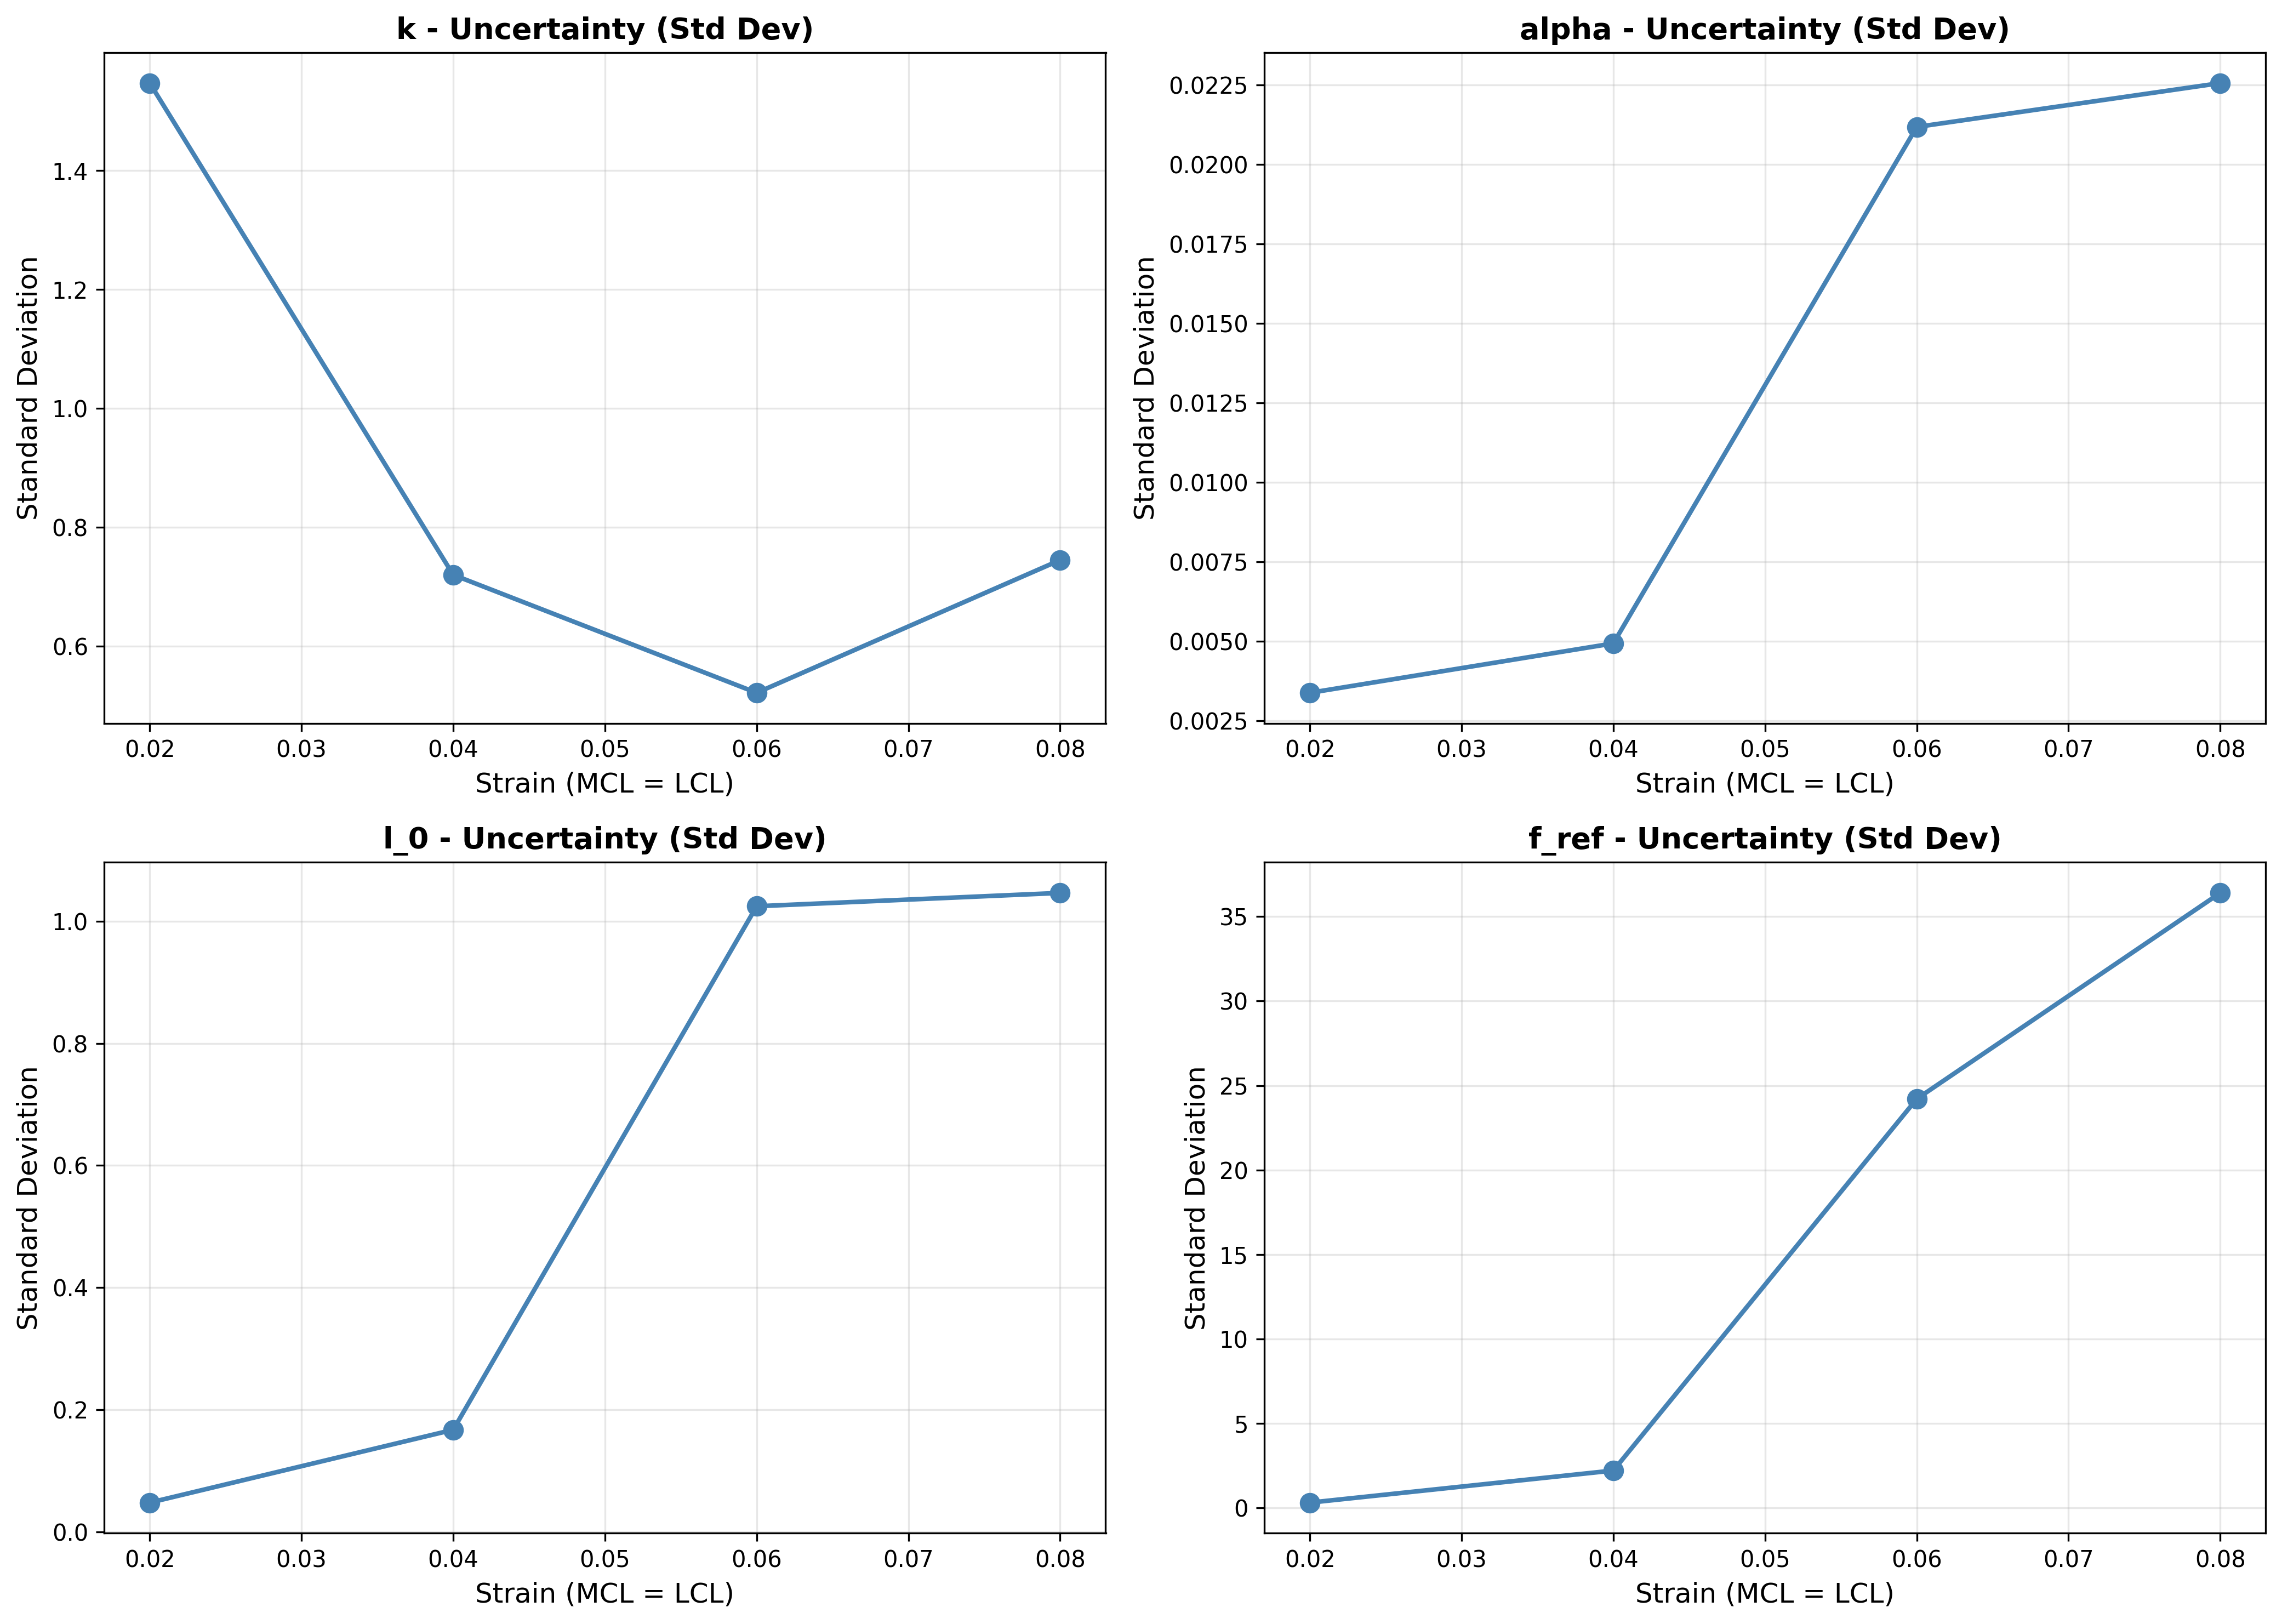 k - Uncertainty (Std Dev)
Standard Deviation
1.4
1.2
1.0
0.8
0.6
0.02 0.03 0.04 0.05 0.06 0.07 0.08
Strain (MCL = LCL)
alpha - Uncertainty (Std Dev)
Standard Deviation
0.0225
0.0200
0.0175
0.0150
0.0125
0.0100
0.0075
0.0050
0.0025
0.02 0.03 0.04 0.05 0.06 0.07 0.08
Strain (MCL = LCL)
l_0 - Uncertainty (Std Dev)
Standard Deviation
1.0
0.8
0.6
0.4
0.2
0.0
0.02 0.03 0.04 0.05 0.06 0.07 0.08
Strain (MCL = LCL)
f_ref - Uncertainty (Std Dev)
Standard Deviation
35
30
25
20
15
10
5
0
0.02 0.03 0.04 0.05 0.06 0.07 0.08
Strain (MCL = LCL)